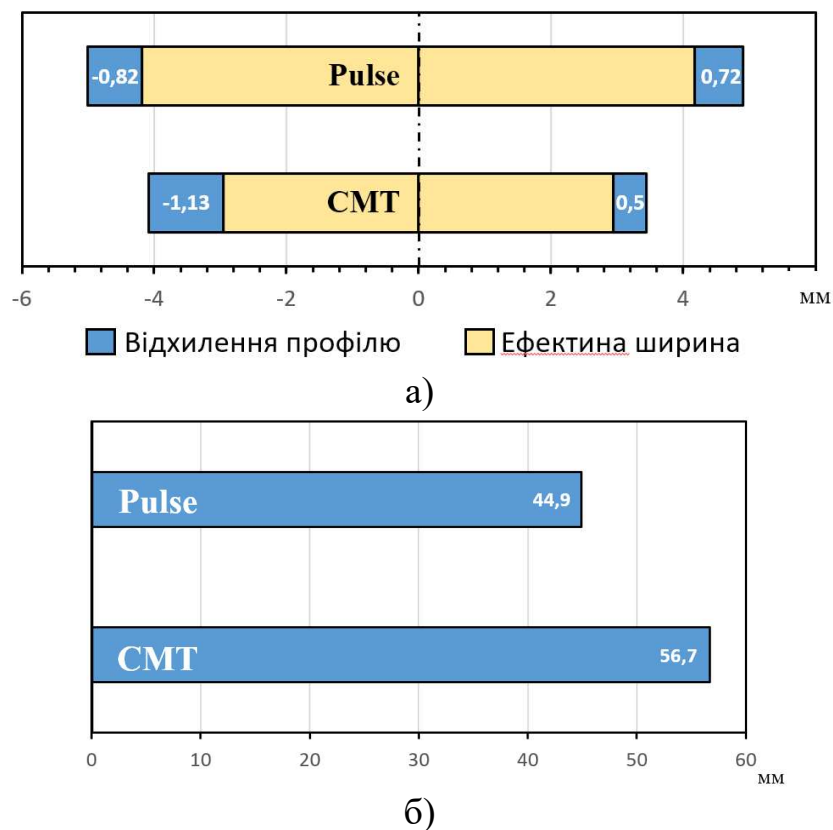 -0,82 Pulse 0,72
-1,13 CMT 0,5
-6 -4 -2 0 2 4 мм
Відхилення профілю Ефектина ширина
а)
Pulse 44,9
CMT 56,7
0 10 20 30 40 50 60
мм
б)